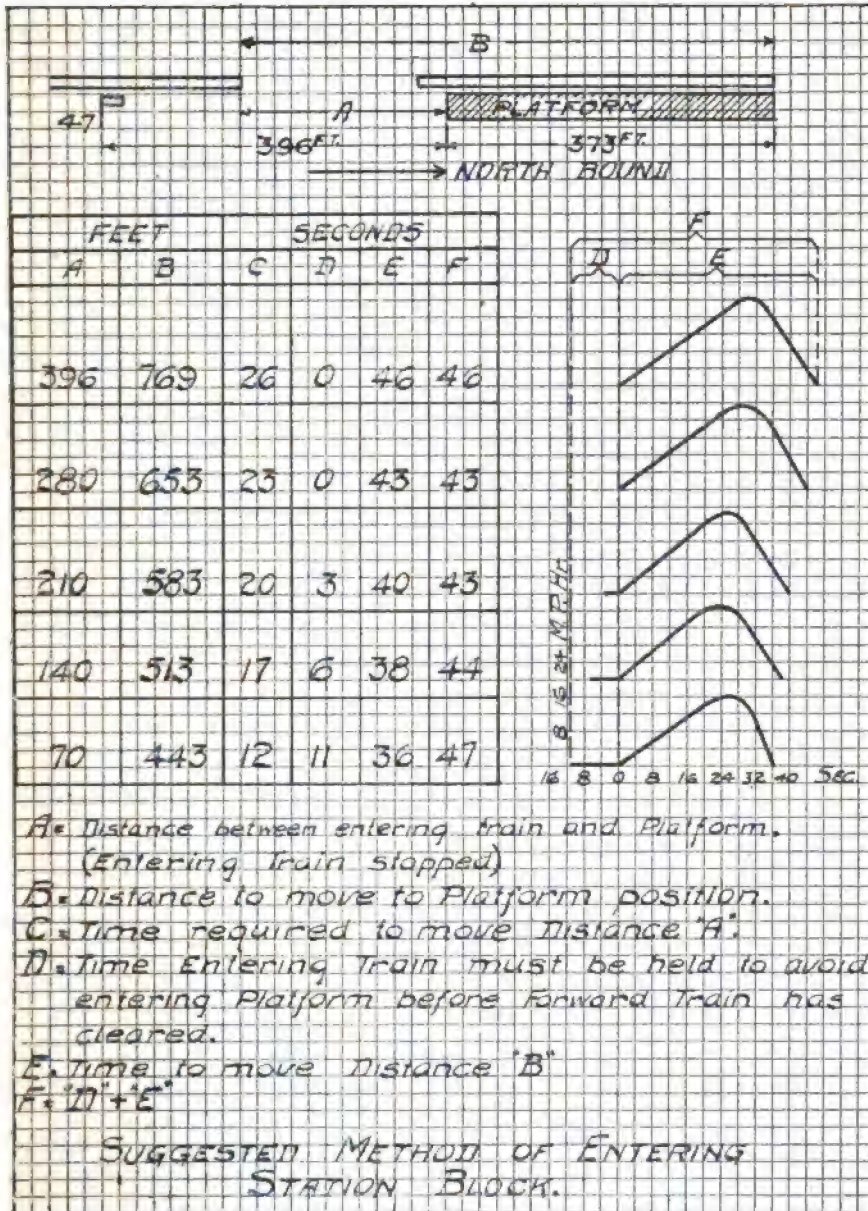 B
A
PLATFORM
47
396 FT.
373 FT.
NORTH BOUND
FEET SECONDS
A B C D E F
396 769 26 0 46 46
280 653 23 0 43 43
210 583 20 3 40 43
140 513 17 6 38 44
70 443 12 11 36 47
F
D E
8 16 24 M.P.Hr.
16 8 0 8 16 24 32 40 Sec.
A = Distance between entering train and Platform.
(Entering Train stopped)
B = Distance to move to Platform position.
C = Time required to move Distance "A".
D = Time Entering Train must be held to avoid
entering Platform before Forward Train has
cleared.
E = Time to move Distance "B"
F = "D" + "E"
SUGGESTED METHOD OF ENTERING
STATION BLOCK.